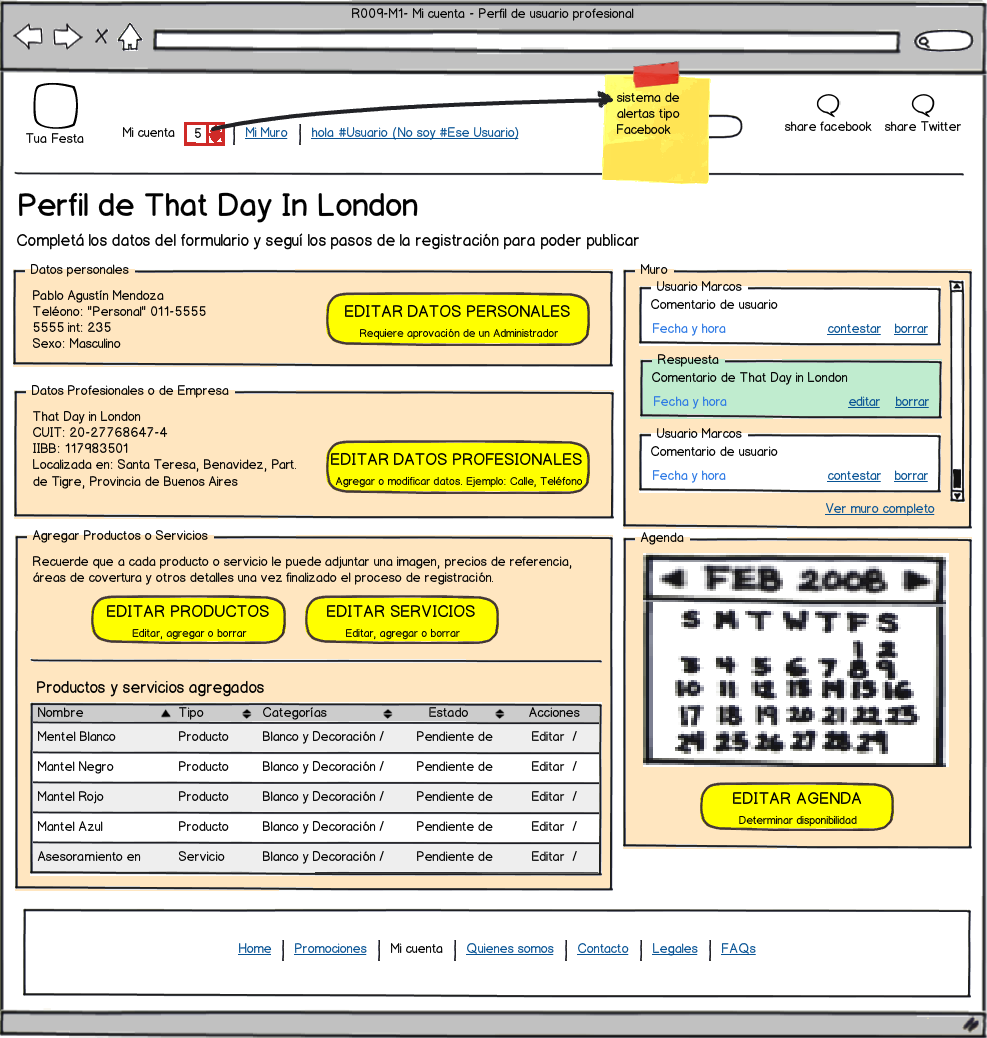 R009-M1- Mi cuenta - Perfil de usuario profesional
X
Tua Festa
Mi cuenta
5
Mi Muro
hola #Usuario (No soy #Ese Usuario)
sistema de
alertas tipo
Facebook
share facebook
share Twitter
Perfil de That Day In London
Completá los datos del formulario y seguí los pasos de la registración para poder publicar
Datos personales
Pablo Agustín Mendoza
Teléono: "Personal" 011-5555
5555 int: 235
Sexo: Masculino
EDITAR DATOS PERSONALES
Requiere aprovación de un Administrador
Datos Profesionales o de Empresa
That Day in London
CUIT: 20-27768647-4
IIBB: 117983501
Localizada en: Santa Teresa, Benavidez, Part.
de Tigre, Provincia de Buenos Aires
EDITAR DATOS PROFESIONALES
Agregar o modificar datos. Ejemplo: Calle, Teléfono
Agregar Productos o Servicios
Recuerde que a cada producto o servicio le puede adjuntar una imagen, precios de referencia,
áreas de covertura y otros detalles una vez finalizado el proceso de registración.
EDITAR PRODUCTOS
Editar, agregar o borrar
EDITAR SERVICIOS
Editar, agregar o borrar
Productos y servicios agregados
Nombre Tipo Categorías Estado Acciones
Mentel Blanco Producto Blanco y Decoración / Pendiente de Editar /
Mantel Negro Producto Blanco y Decoración / Pendiente de Editar /
Mantel Rojo Producto Blanco y Decoración / Pendiente de Editar /
Mantel Azul Producto Blanco y Decoración / Pendiente de Editar /
Asesoramiento en Servicio Blanco y Decoración / Pendiente de Editar /
Muro
Usuario Marcos
Comentario de usuario
Fecha y hora contestar borrar
Respuesta
Comentario de That Day in London
Fecha y hora editar borrar
Usuario Marcos
Comentario de usuario
Fecha y hora contestar borrar
Ver muro completo
Agenda
FEB 2008
S M T W T F S
1 2
3 4 5 6 7 8 9
10 11 12 13 14 15 16
17 18 19 20 21 22 23
24 25 26 27 28 29
EDITAR AGENDA
Determinar disponibilidad
Home | Promociones | Mi cuenta | Quienes somos | Contacto | Legales | FAQs